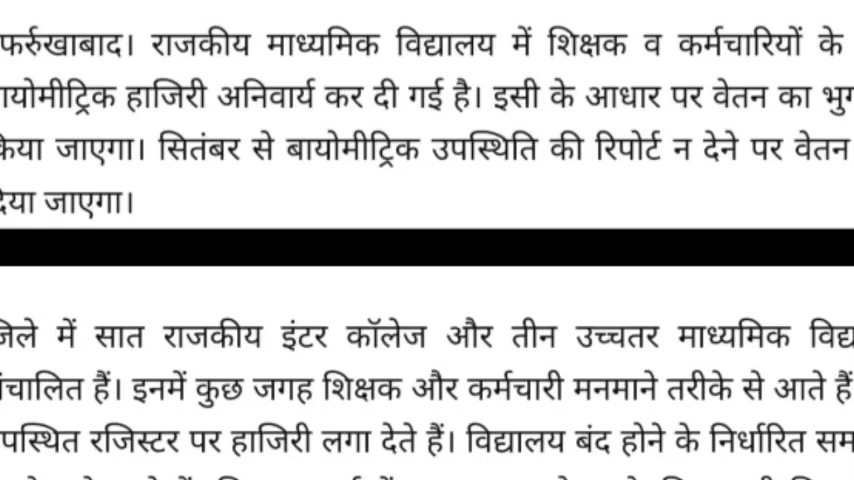 फर्रुखाबाद। राजकीय माध्यमिक विद्यालय में शिक्षक व कर्मचारियों के
हाजिरी अनिवार्य कर दी गई है। इसी के आधार पर वेतन का
जाएगा। सितंबर से बायोमीट्रिक उपस्थिति की रिपोर्ट न देने पर वेतन
जाएगा।
में सात राजकीय इंटर कॉलेज और तीन उच्चतर माध्यमिक
हैं। इनमें कुछ जगह शिक्षक और कर्मचारी मनमाने तरीके से आते हैं
रजिस्टर पर हाजिरी लगा देते हैं। विद्यालय बंद होने के निर्धारित